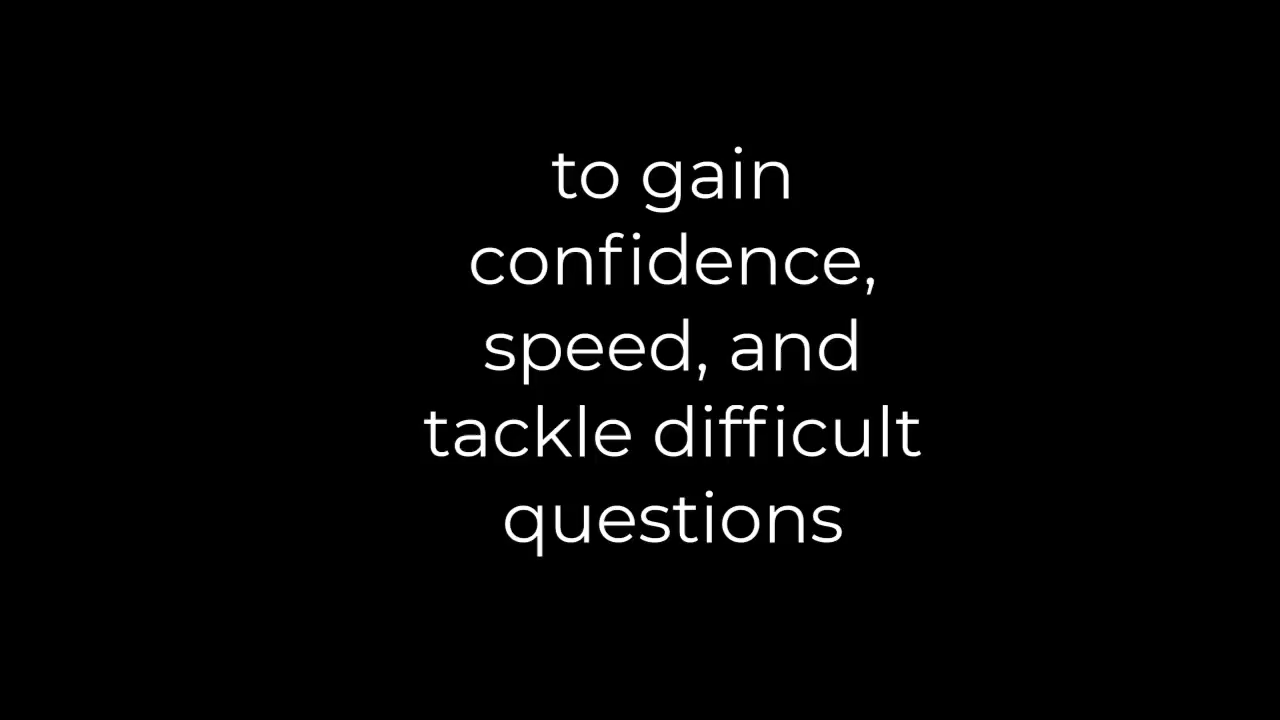 to gain
confidence,
speed, and
tackle difficult
questions